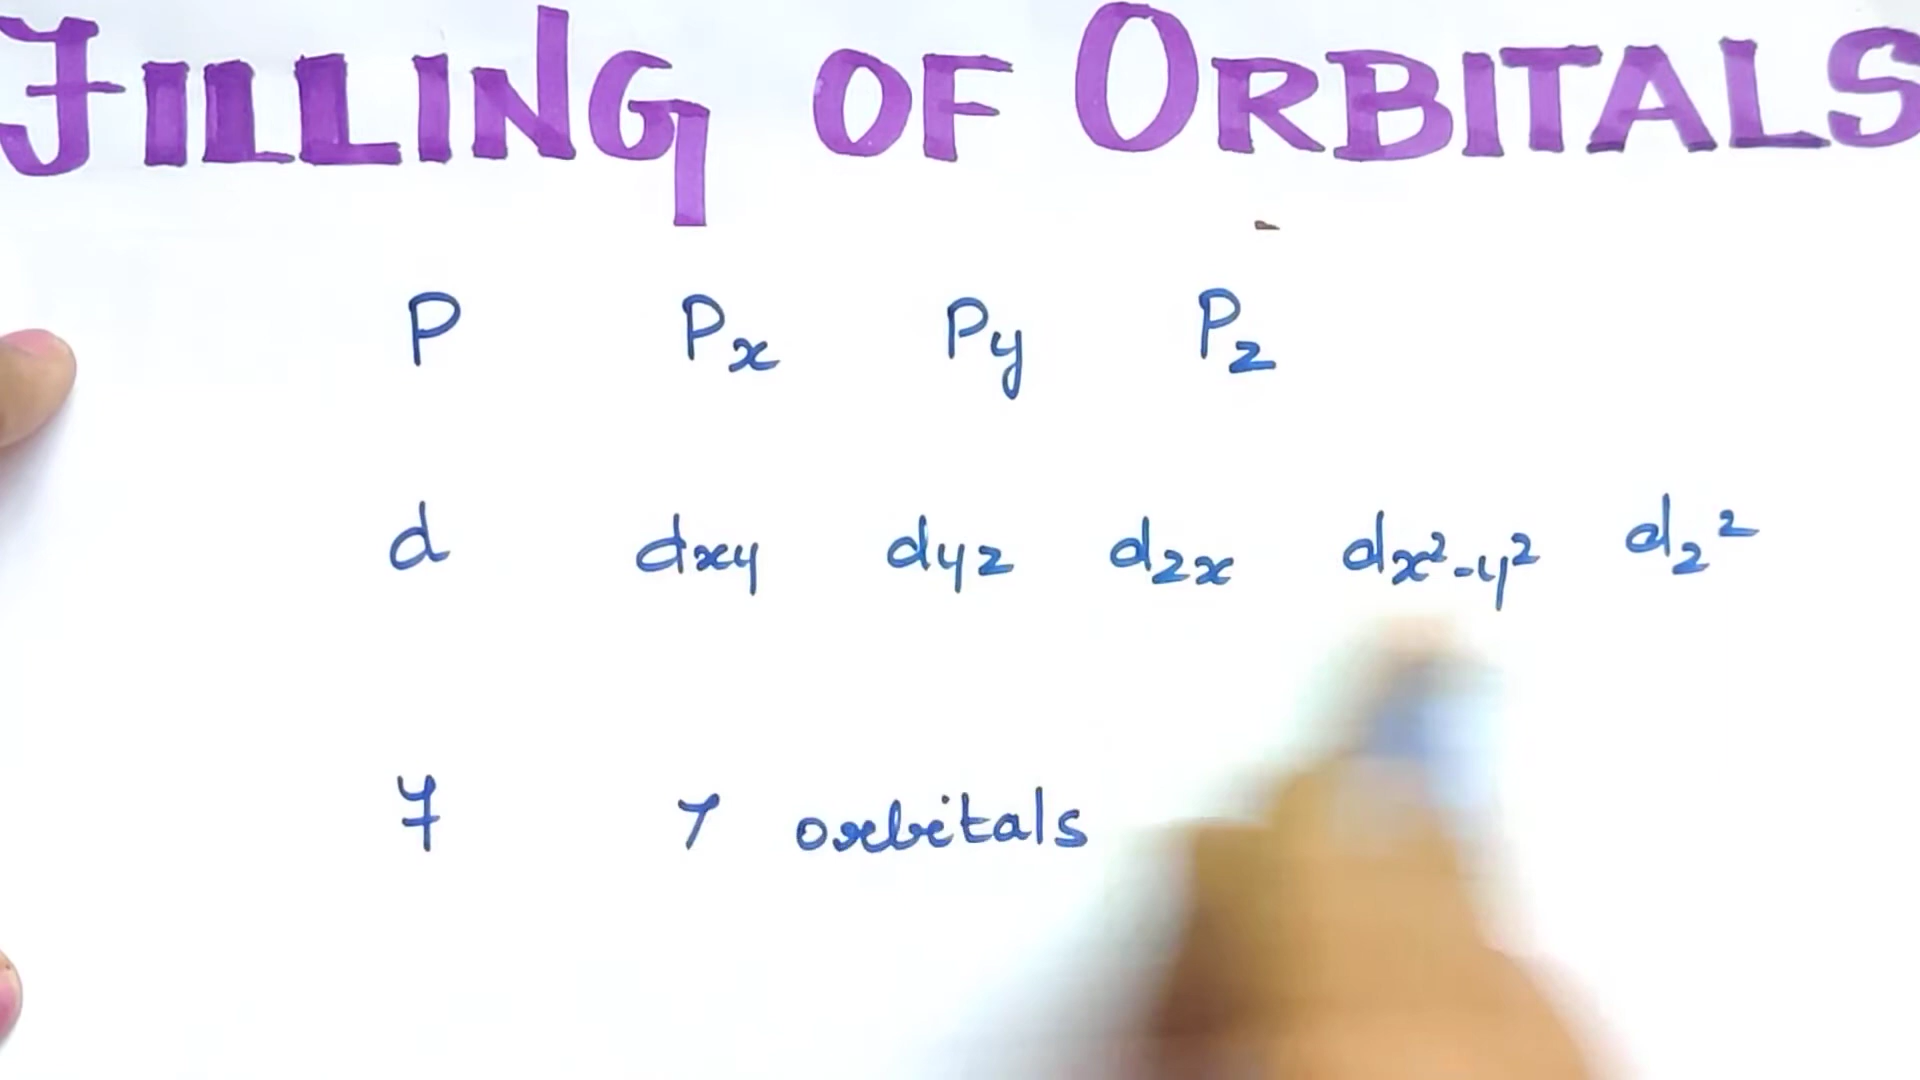 FILLING OF ORBITALS
P Px Py Pz
d dxy dyz dzx dx²-y² dz²
f 7 orbitals